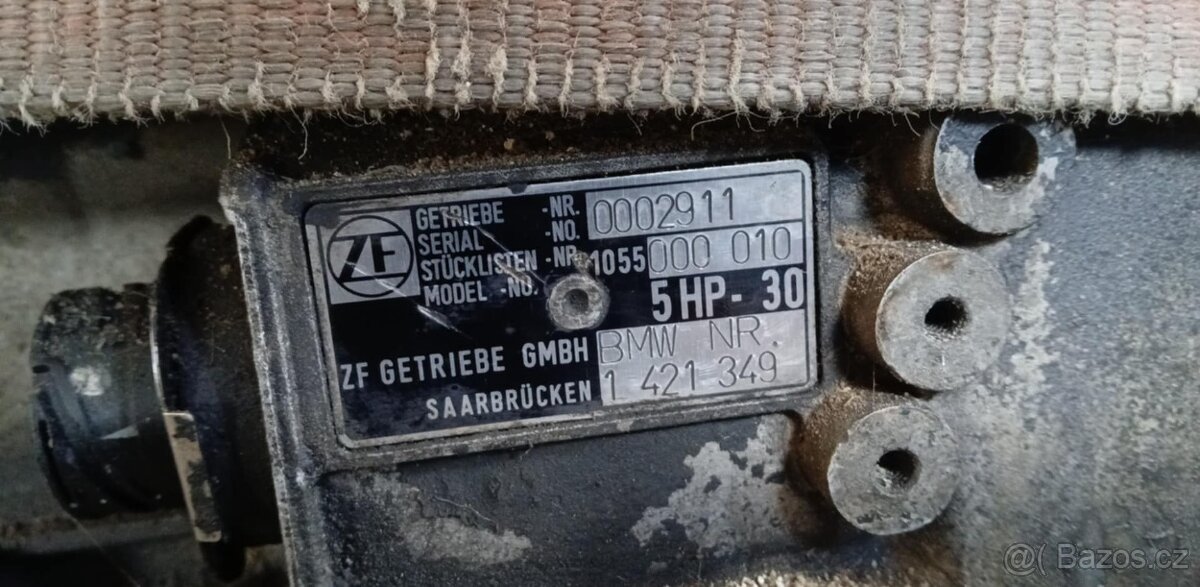 ZF
GETRIEBE -NR. 0002911
SERIAL -NO.
STÜCKLISTEN -NR. 1055 000 010
MODEL -NO. 5 HP - 30
ZF GETRIEBE GMBH BMW NR.
SAARBRÜCKEN 1 421 349
@( Bazos.cz